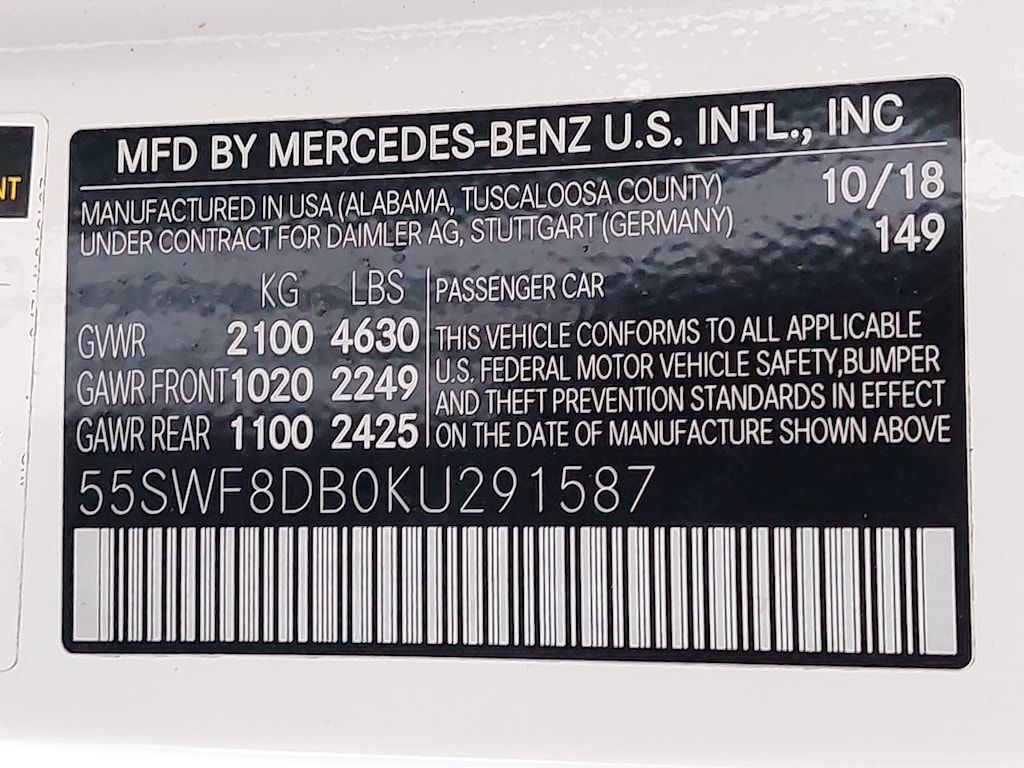 NT
MFD BY MERCEDES-BENZ U.S. INTL., INC
MANUFACTURED IN USA (ALABAMA, TUSCALOOSA COUNTY) 10/18
UNDER CONTRACT FOR DAIMLER AG, STUTTGART (GERMANY) 149
KG LBS
GVWR 2100 4630
GAWR FRONT 1020 2249
GAWR REAR 1100 2425
PASSENGER CAR
THIS VEHICLE CONFORMS TO ALL APPLICABLE
U.S. FEDERAL MOTOR VEHICLE SAFETY,BUMPER
AND THEFT PREVENTION STANDARDS IN EFFECT
ON THE DATE OF MANUFACTURE SHOWN ABOVE
55SWF8DB0KU291587